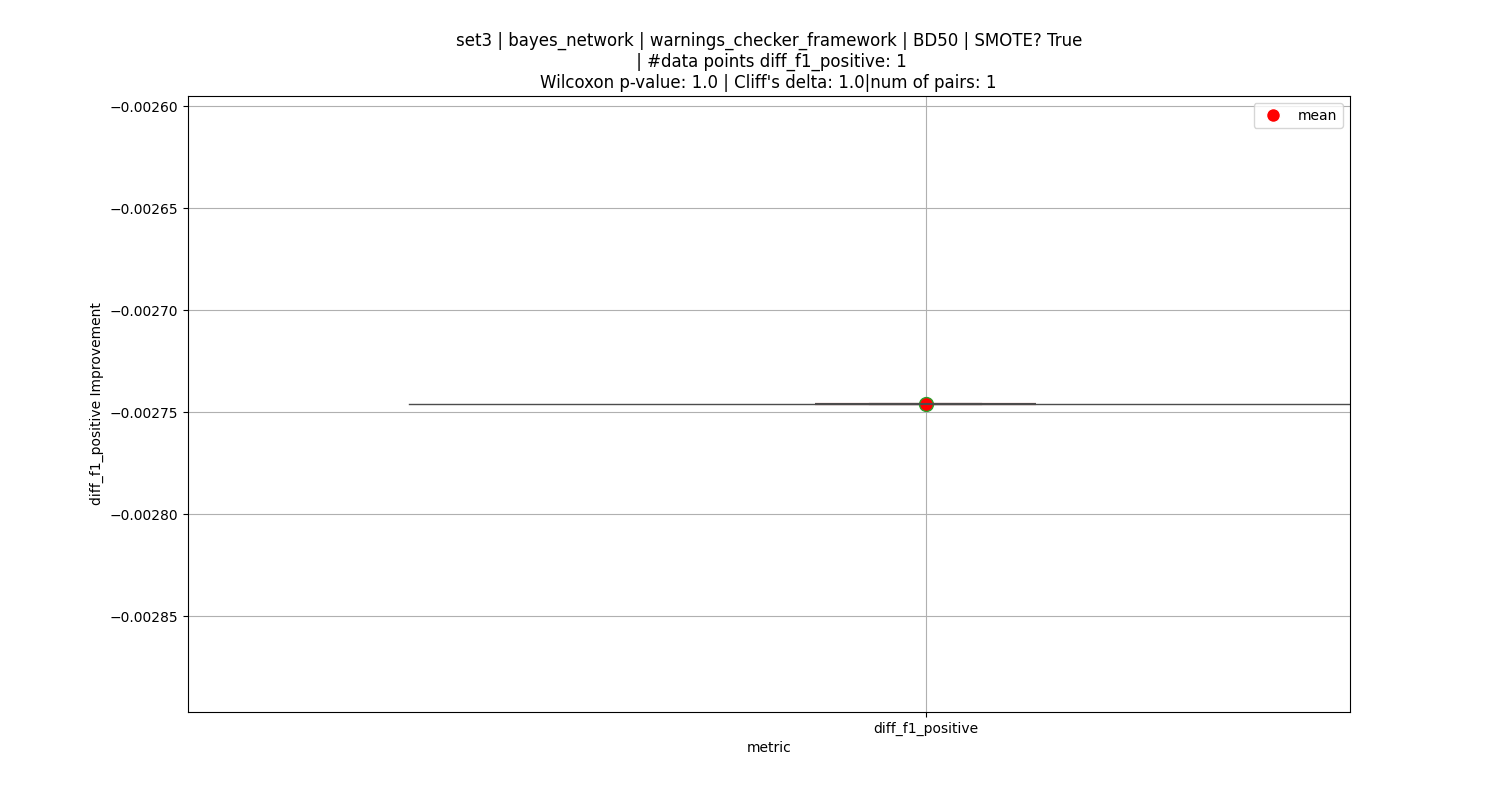 set3 | bayes_network | warnings_checker_framework | BD50 | SMOTE? True
| #data points diff_f1_positive: 1
Wilcoxon p-value: 1.0 | Cliff's delta: 1.0|num of pairs: 1
mean
−0.00260
−0.00265
−0.00270
−0.00275
−0.00280
−0.00285
diff_f1_positive Improvement
diff_f1_positive
metric